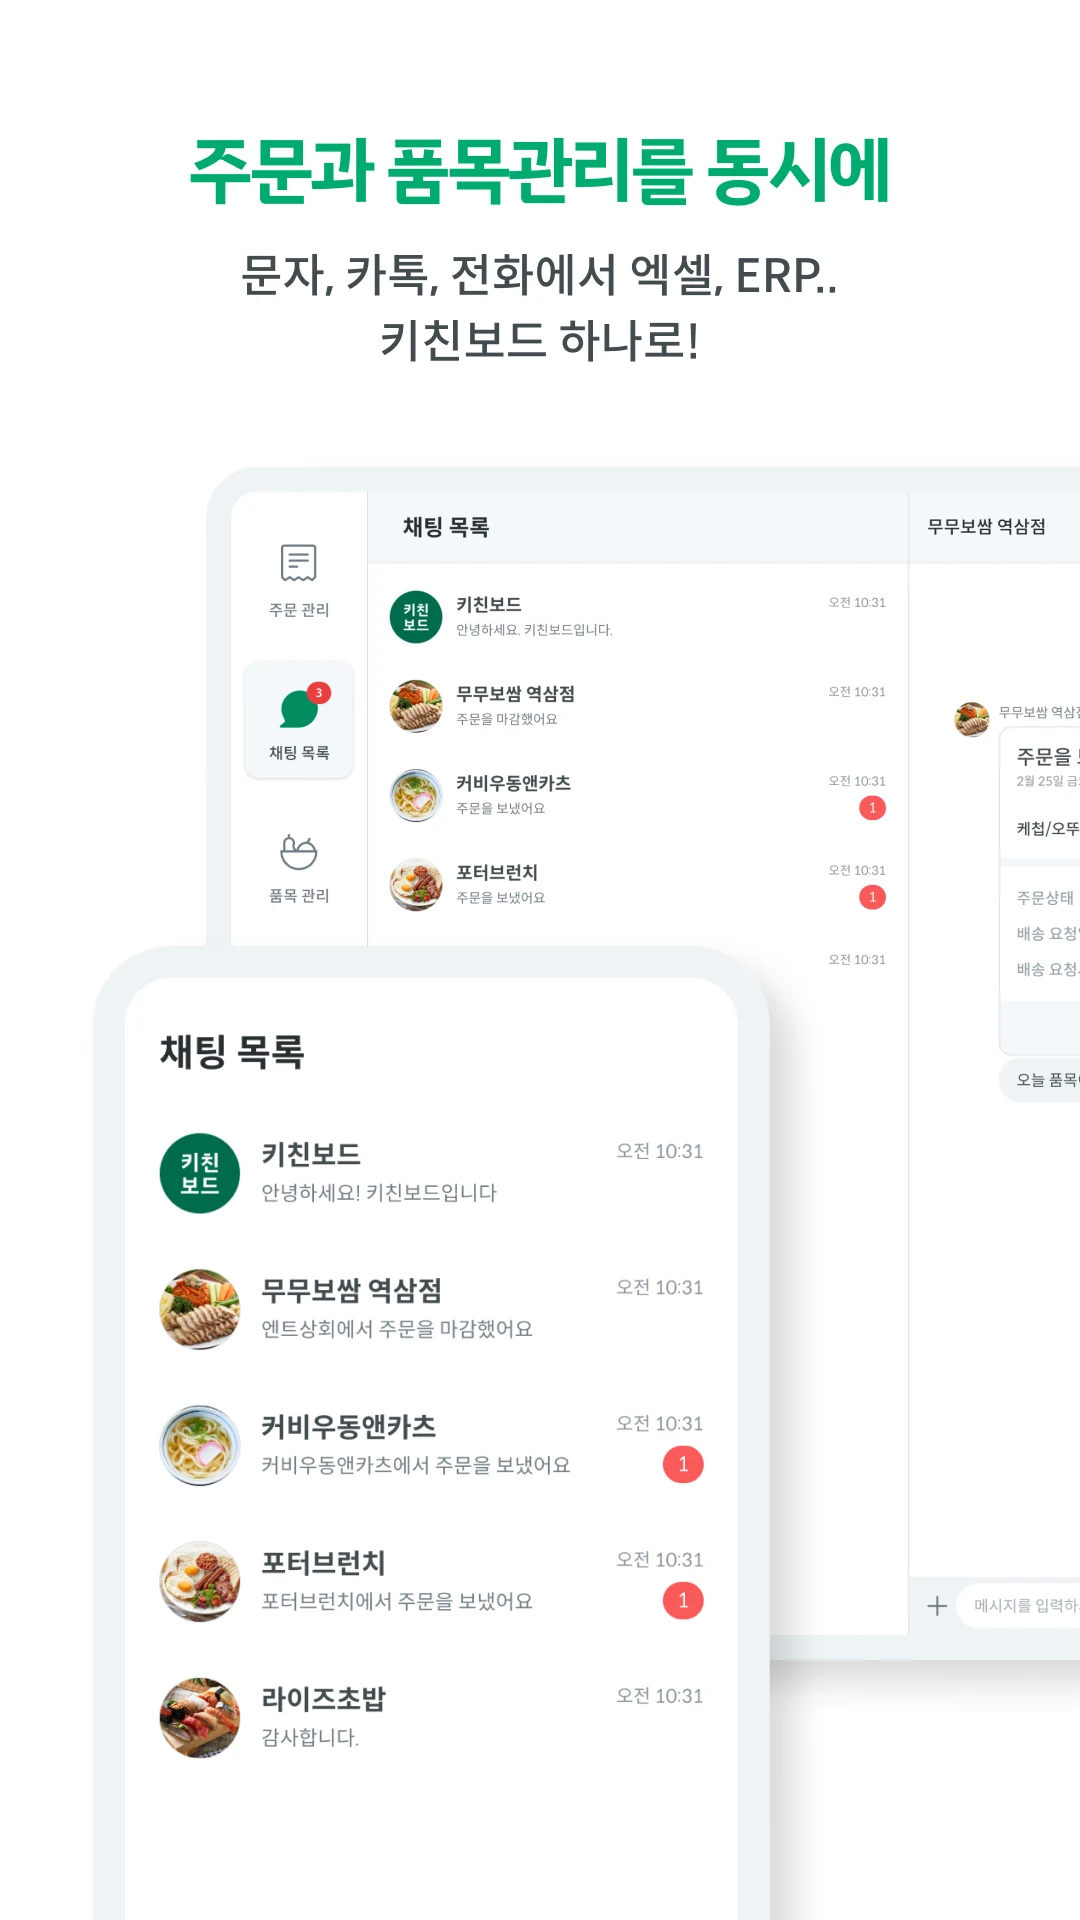 주문과 품목관리를 동시에
문자, 카톡, 전화에서 엑셀, ERP..
키친보드 하나로!
주문 관리
3
채팅 목록
품목 관리
채팅 목록
키친
보드
키친보드
오전 10:31
안녕하세요. 키친보드입니다.
무무보쌈 역삼점
오전 10:31
주문을 마감했어요
커비우동앤카츠
오전 10:31
주문을 보냈어요
1
포터브런치
오전 10:31
주문을 보냈어요
1
오전 10:31
무무보쌈 역삼점
무무보쌈 역삼점
주문을
2월 25일 금
케첩/오뚜
주문상태
배송 요청
배송 요청
오늘 품목
메시지를 입력하
채팅 목록
키친
보드
키친보드
오전 10:31
안녕하세요! 키친보드입니다
무무보쌈 역삼점
오전 10:31
엔트상회에서 주문을 마감했어요
커비우동앤카츠
오전 10:31
커비우동앤카츠에서 주문을 보냈어요
1
포터브런치
오전 10:31
포터브런치에서 주문을 보냈어요
1
라이즈초밥
오전 10:31
감사합니다.